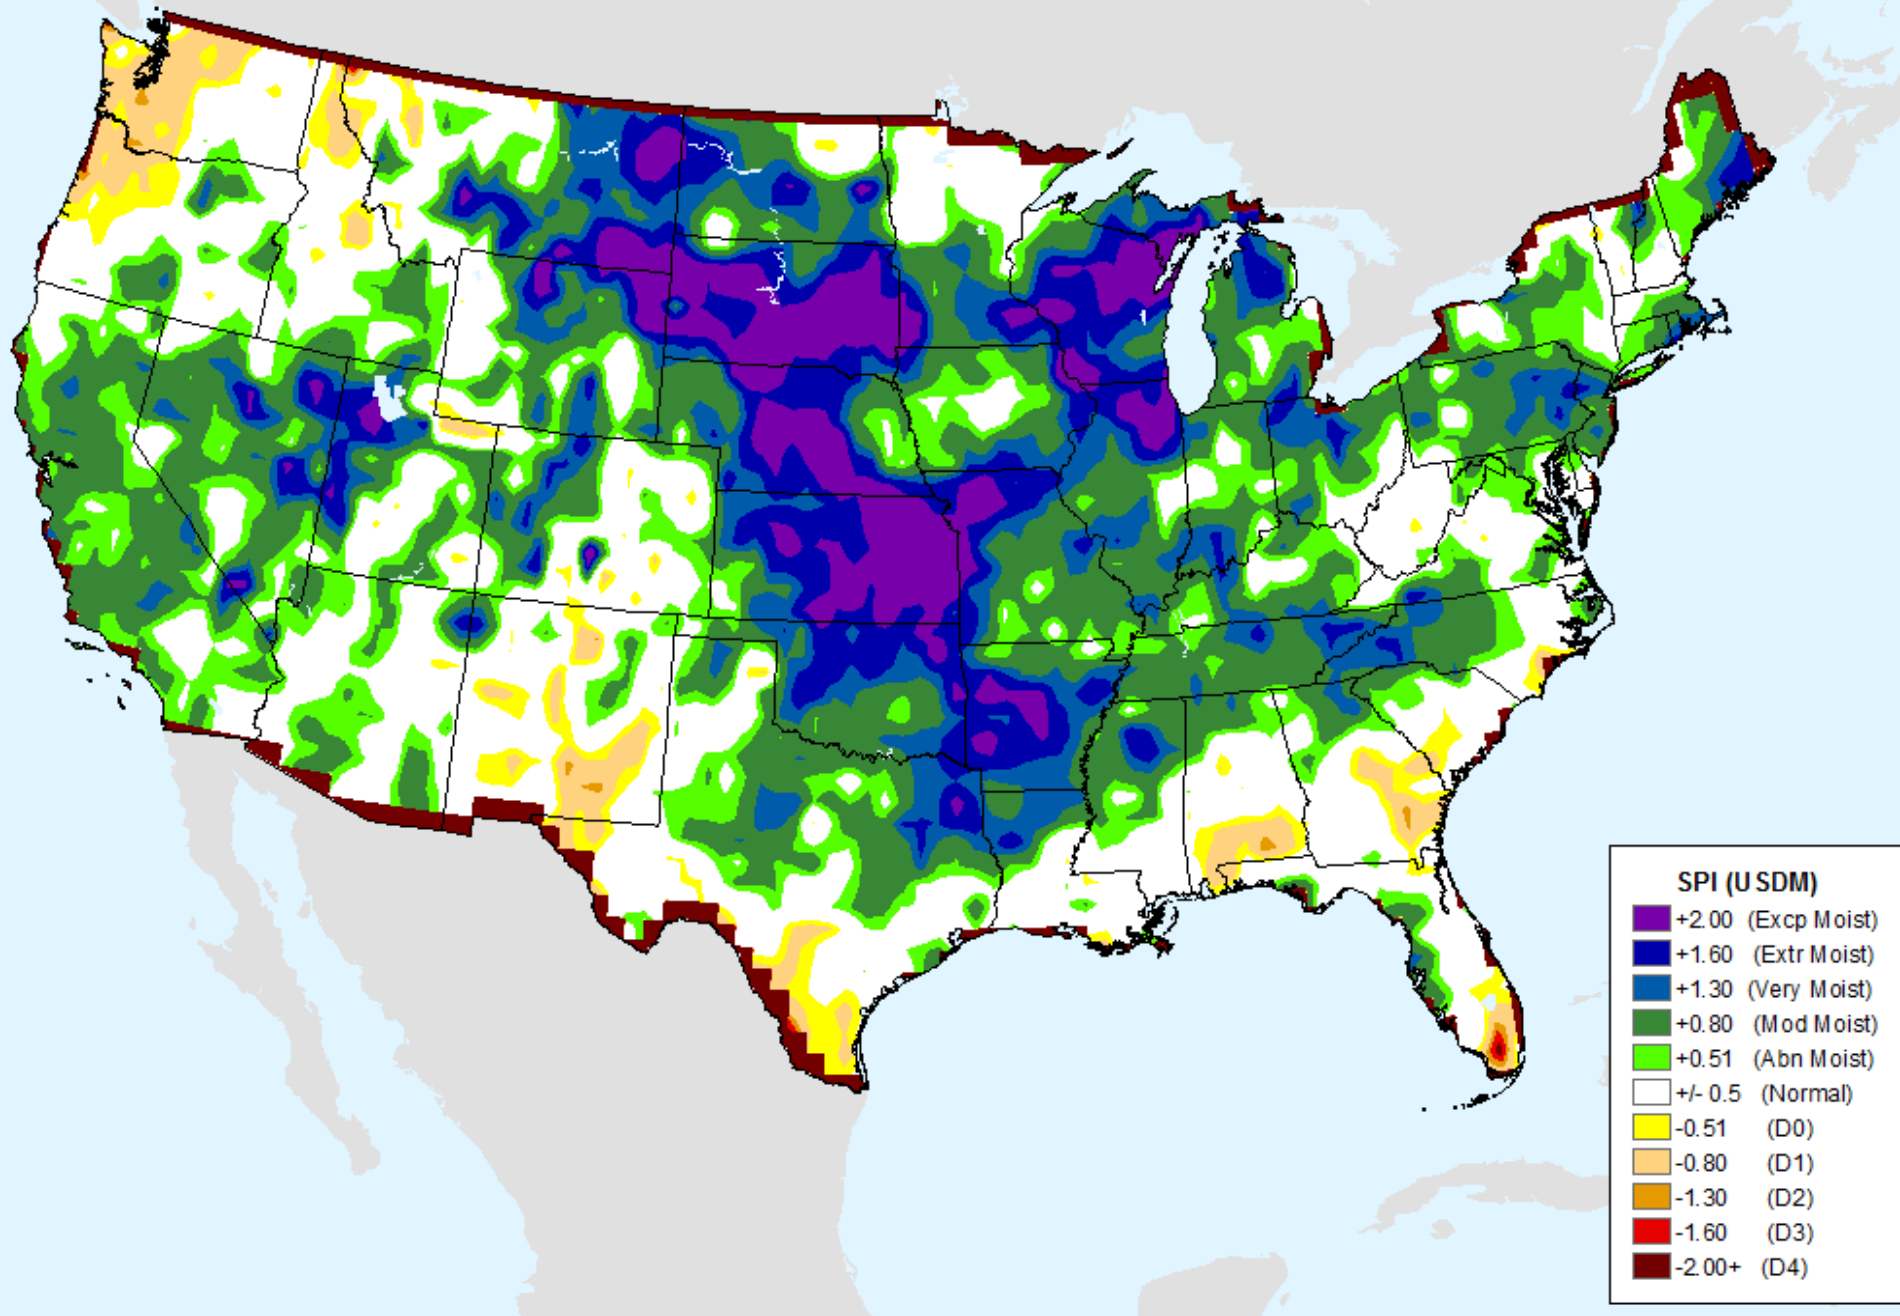 SPI (USDM)
+2.00 (Excp Moist)
+1.60 (Extr Moist)
+1.30 (Very Moist)
+0.80 (Mod Moist)
+0.51 (Abn Moist)
+/- 0.5 (Normal)
-0.51 (D0)
-0.80 (D1)
-1.30 (D2)
-1.60 (D3)
-2.00+ (D4)